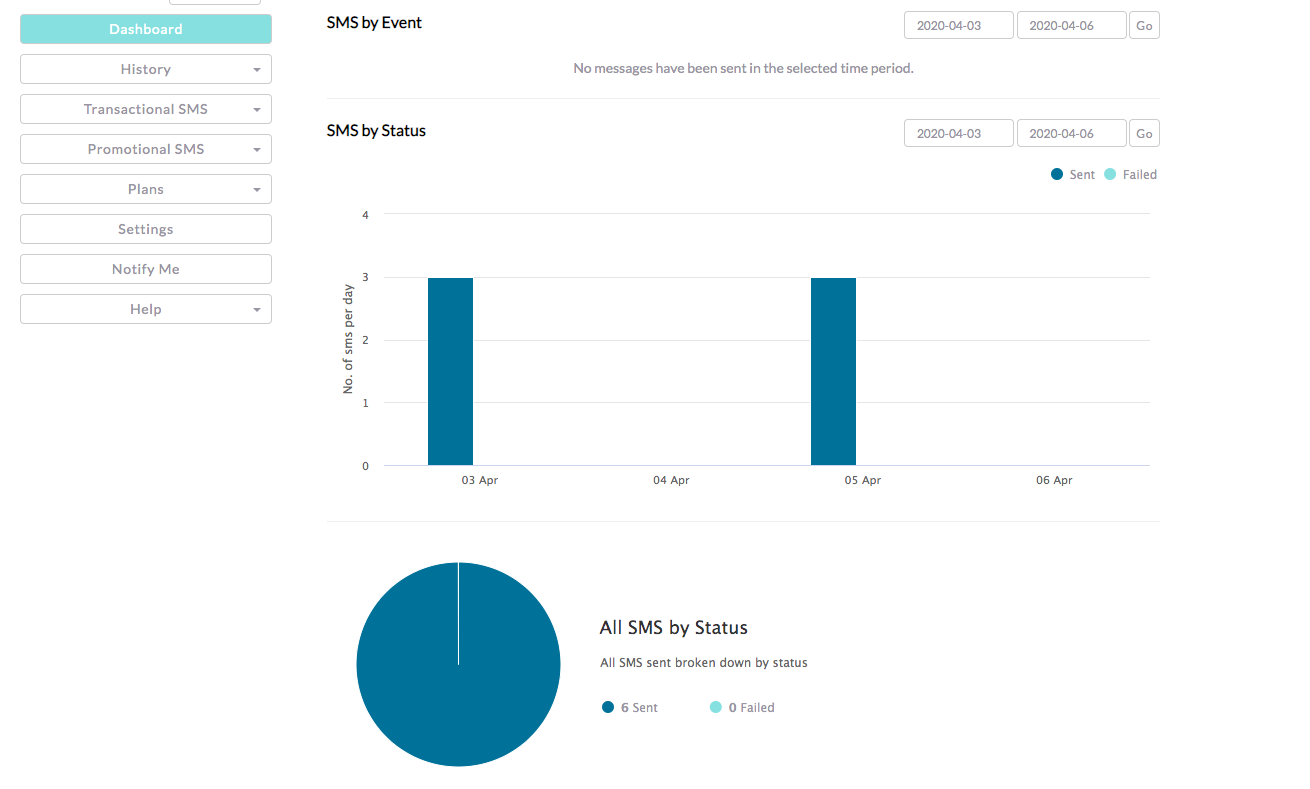 Dashboard
History
Transactional SMS
Promotional SMS
Plans
Settings
Notify Me
Help
SMS by Event
2020-04-03 2020-04-06 Go
No messages have been sent in the selected time period.
SMS by Status
2020-04-03 2020-04-06 Go
Sent Failed
No. of sms per day
4
3
2
1
0
03 Apr 04 Apr 05 Apr 06 Apr
All SMS by Status
All SMS sent broken down by status
6 Sent 0 Failed